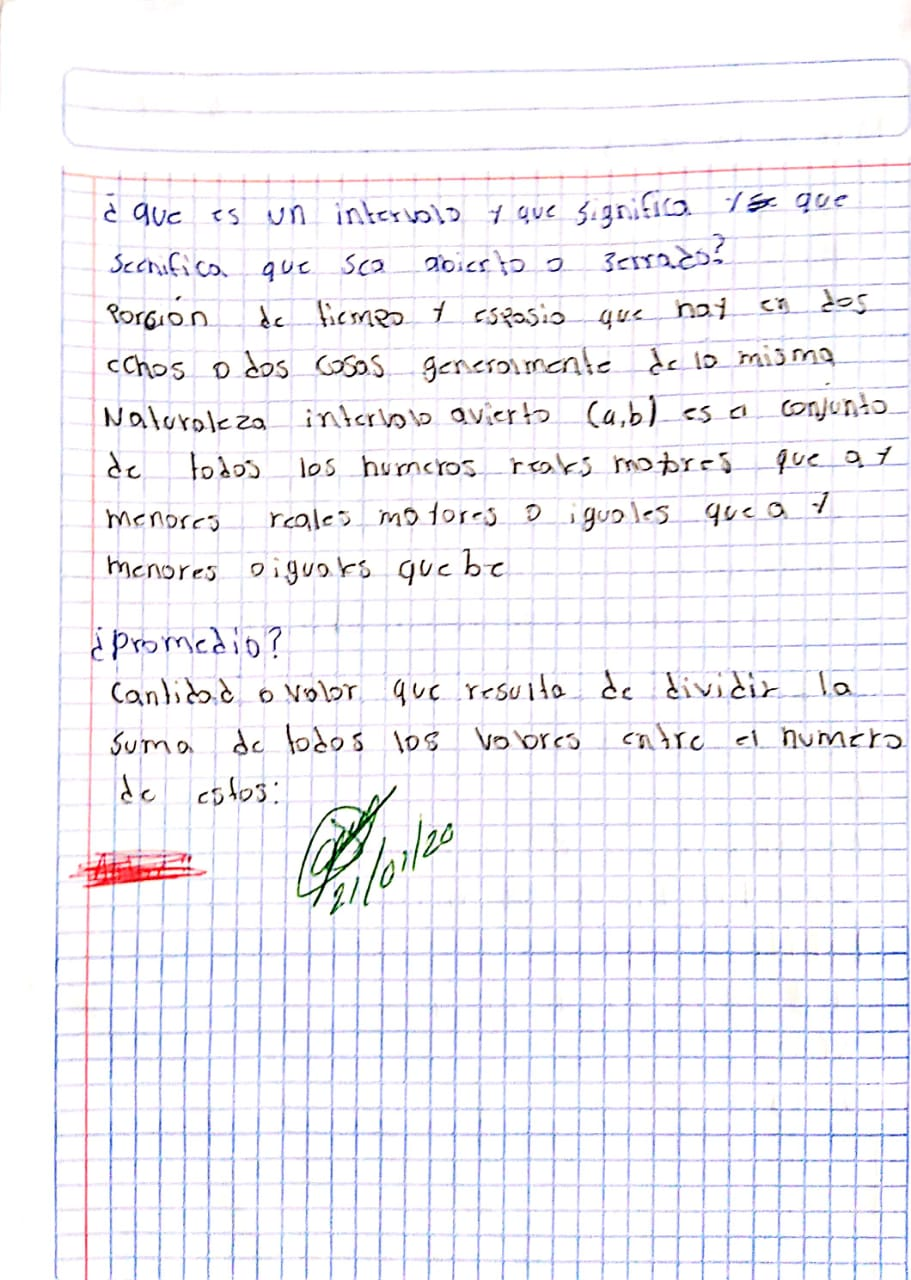 ¿que es un intervalo y que significa y que
secnifica que sea abierto o serrado?
Porción de tiempo y espasio que hay en dos
echos o dos cosas generalmente de la misma
Naturaleza intervalo avierto (a,b) es el conjunto
de todos los humeros reales mayores que a y
menores reales mayores o iguales que a y
menores o iguales que be
¿promedio?
Cantidad o valor que resulta de dividir la
suma de todos los valores entre el numero
de estos:
21/01/20